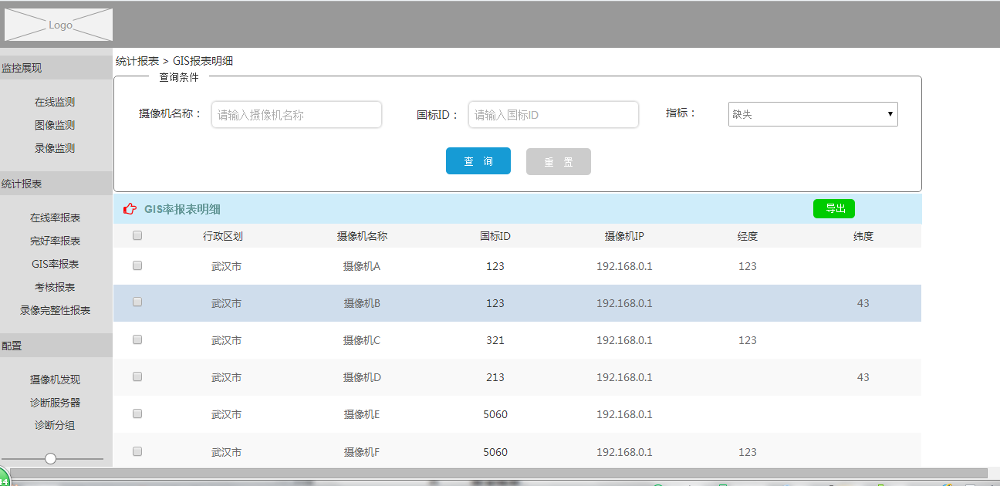 Logo
统计报表 > GIS报表明细
监控展现
在线监测
图像监测
录像监测
统计报表
在线率报表
完好率报表
GIS率报表
考核报表
录像完整性报表
配置
摄像机发现
诊断服务器
诊断分组
查询条件
摄像机名称： 请输入摄像机名称 国标ID： 请输入国标ID 指标： 缺失
查 询 重 置
GIS率报表明细 导出
行政区划 摄像机名称 国标ID 摄像机IP 经度 纬度
武汉市 摄像机A 123 192.168.0.1 123
武汉市 摄像机B 123 192.168.0.1 43
武汉市 摄像机C 321 192.168.0.1 123
武汉市 摄像机D 213 192.168.0.1 43
武汉市 摄像机E 5060 192.168.0.1
武汉市 摄像机F 5060 192.168.0.1 123